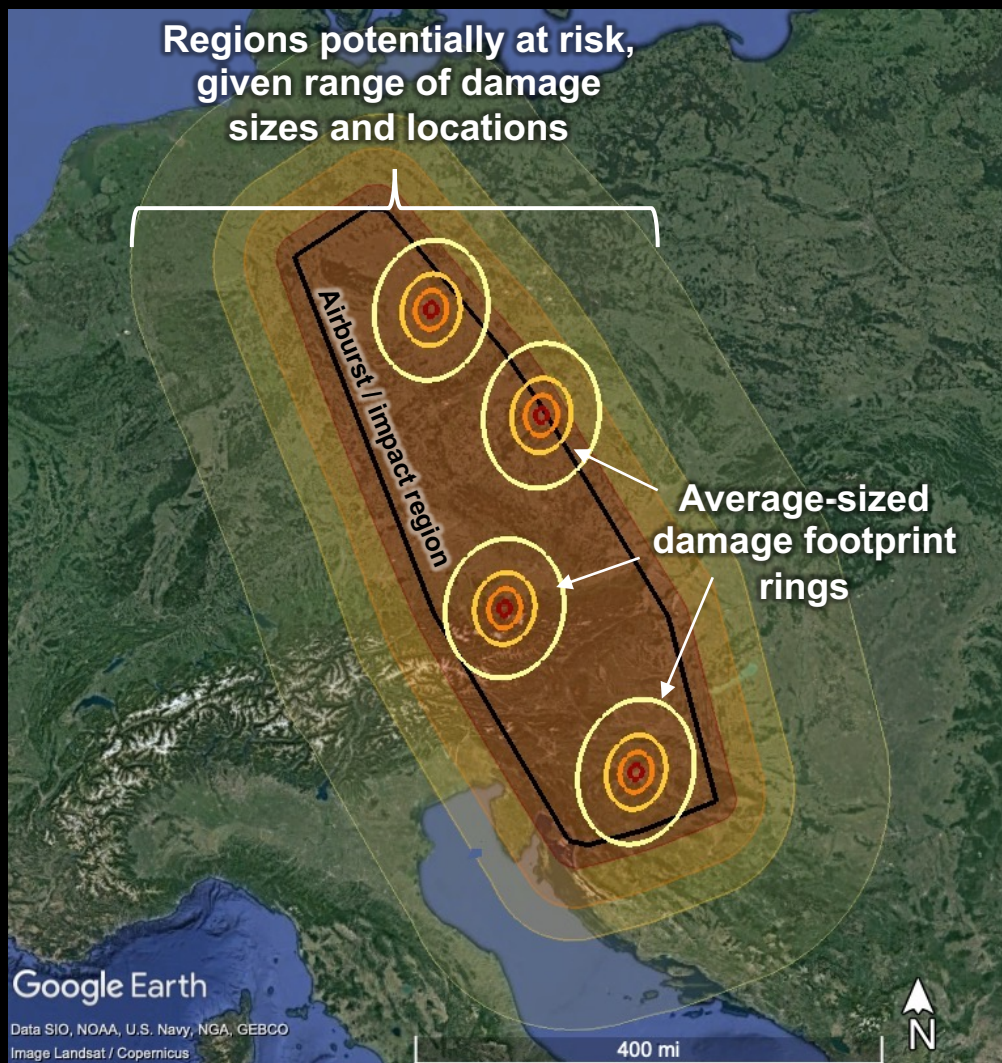 Regions potentially at risk,
given range of damage
sizes and locations
Airburst / impact region
Average-sized
damage footprint
rings
Google Earth
Data SIO, NOAA, U.S. Navy, NGA, GEBCO
Image Landsat / Copernicus
400 mi
N